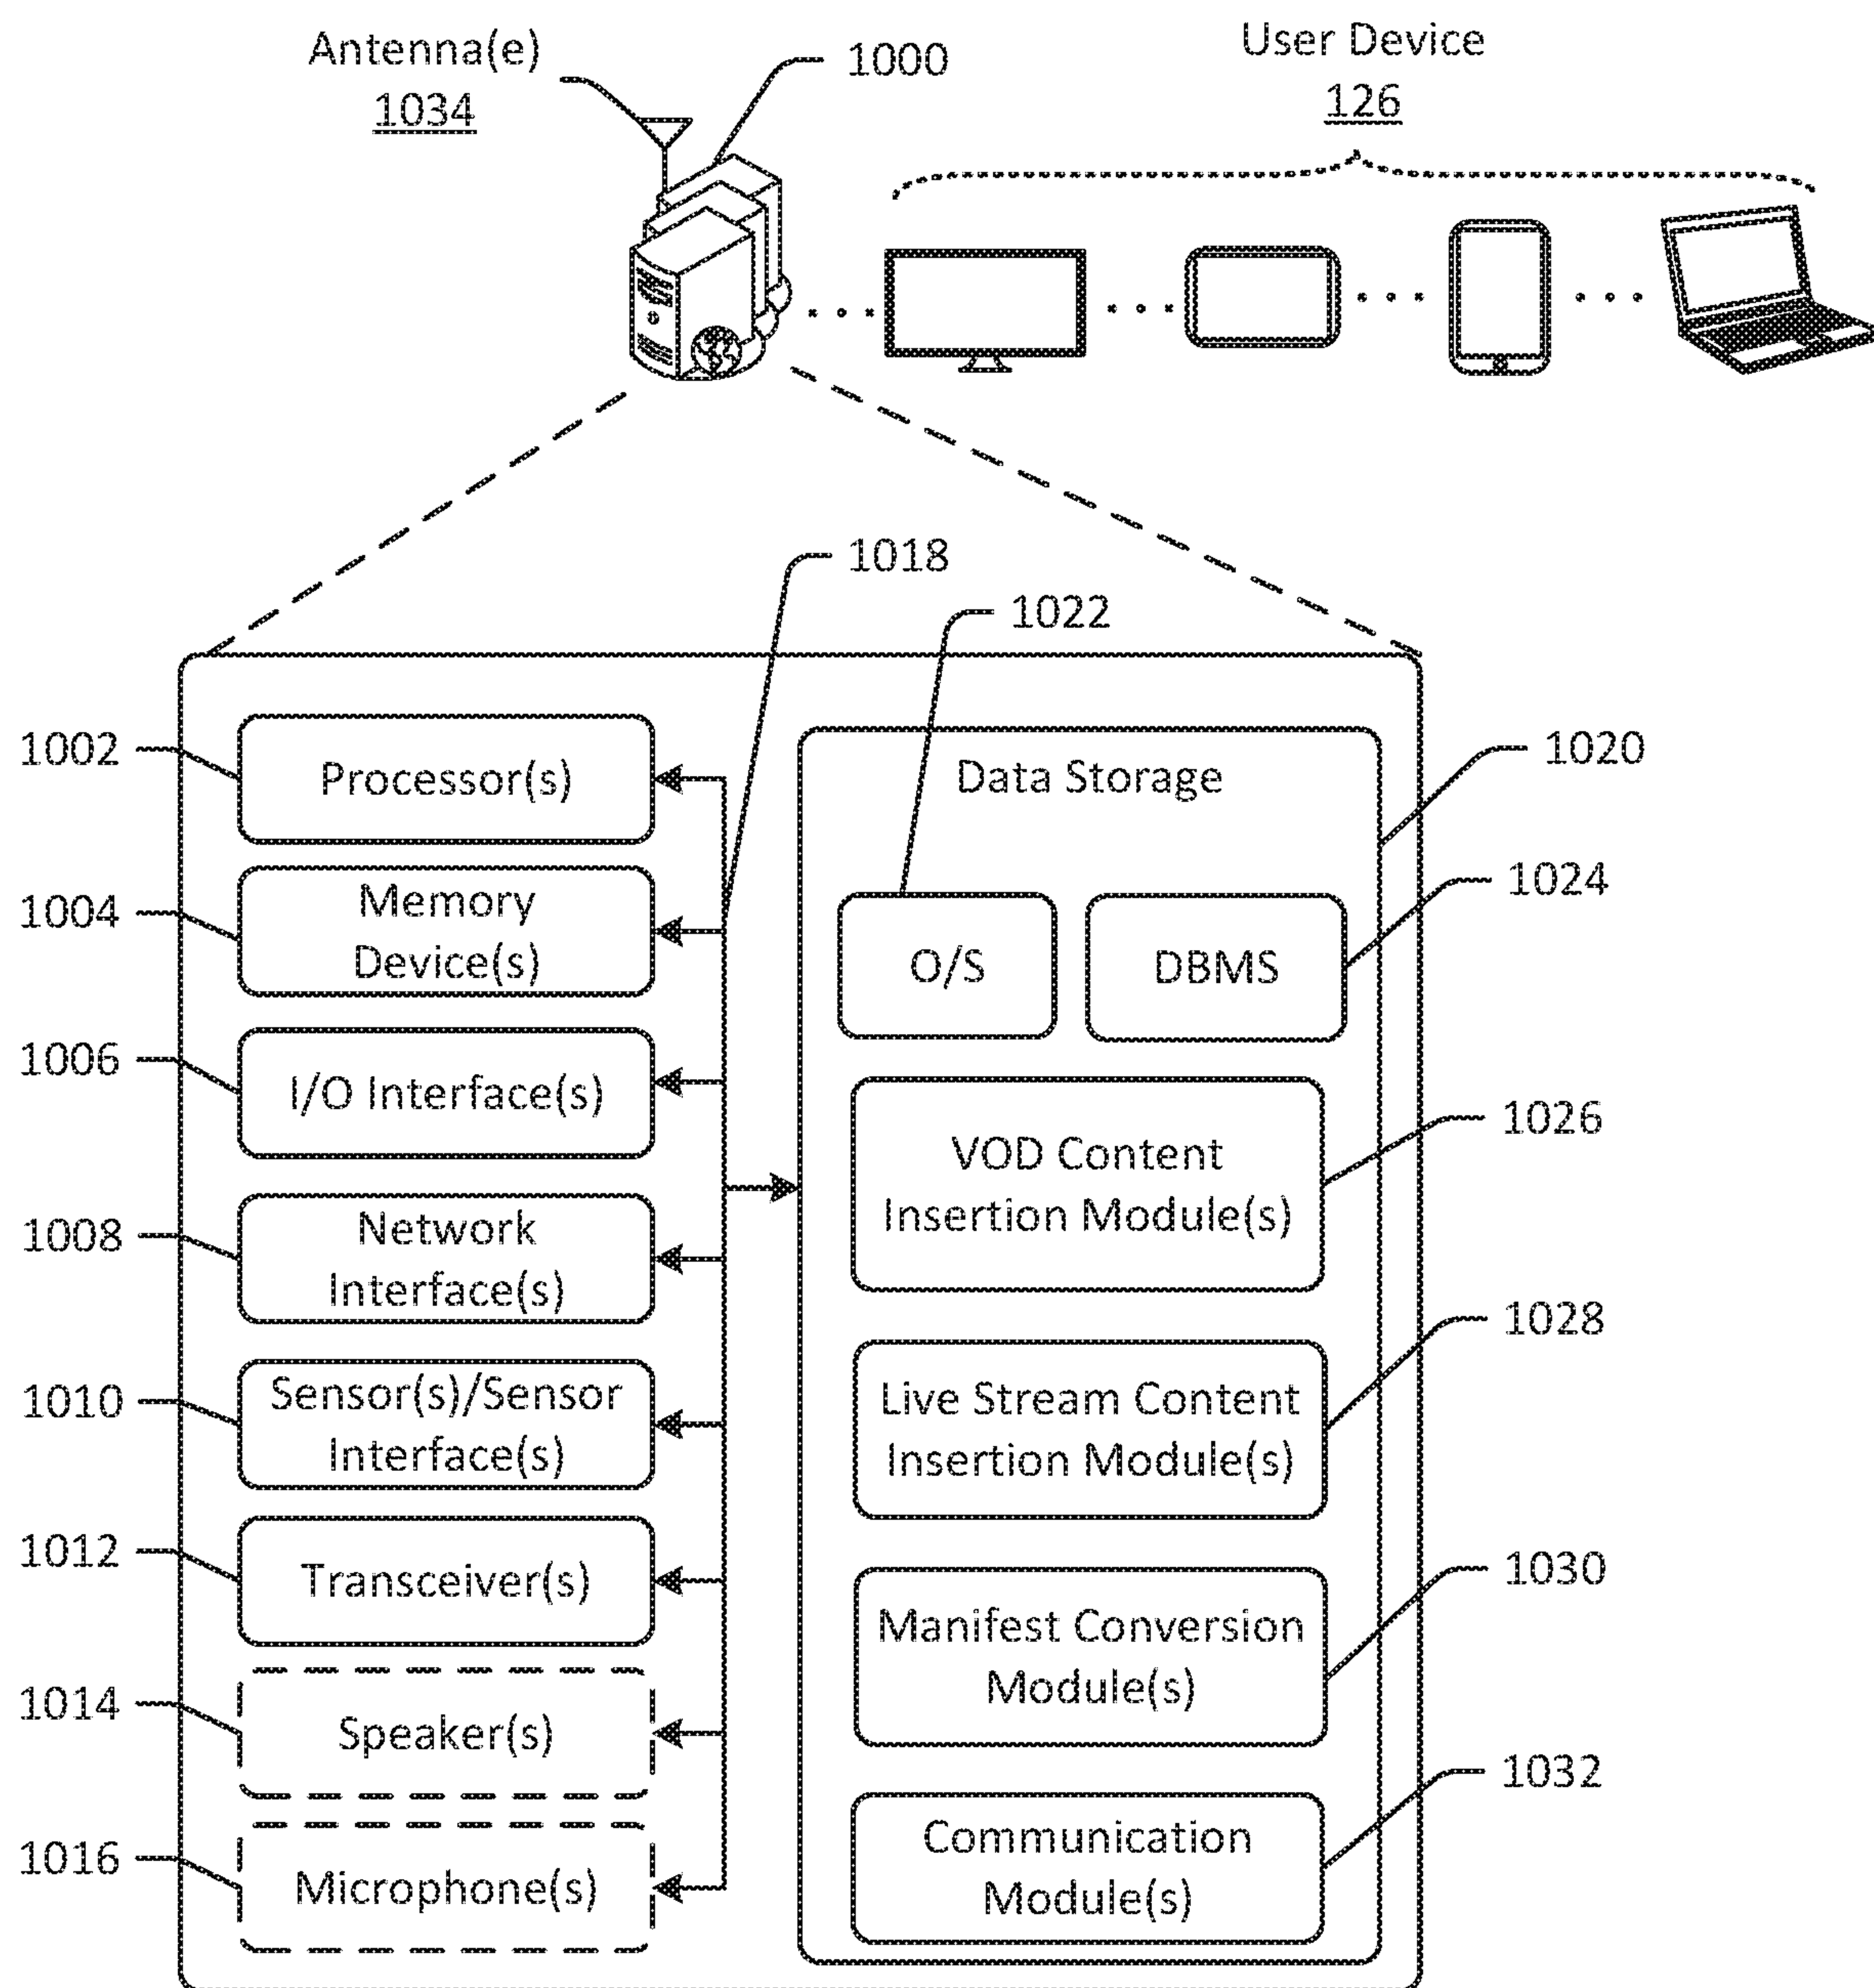 Antenna(e)
1034
1000
User Device
126
1018
1022
1002
Processor(s)
Data Storage
1020
1004
Memory
Device(s)
O/S
DBMS
1024
1006
I/O Interface(s)
VOD Content
Insertion Module(s)
1026
1008
Network
Interface(s)
1010
Sensor(s)/Sensor
Interface(s)
Live Stream Content
Insertion Module(s)
1028
1012
Transceiver(s)
Manifest Conversion
Module(s)
1030
1014
Speaker(s)
1016
Microphone(s)
Communication
Module(s)
1032